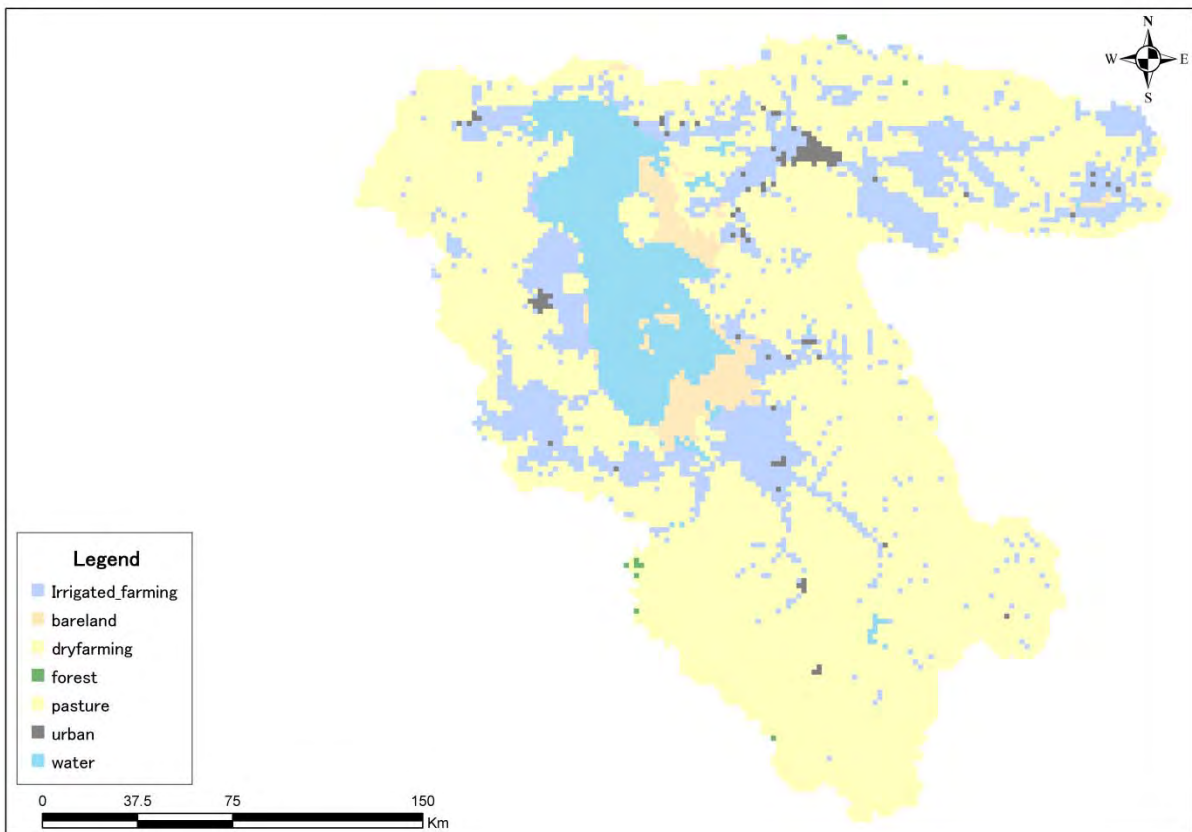 N
W E
S
Legend
Irrigated_farming
bareland
dryfarming
forest
pasture
urban
water
0 37.5 75 150
Km